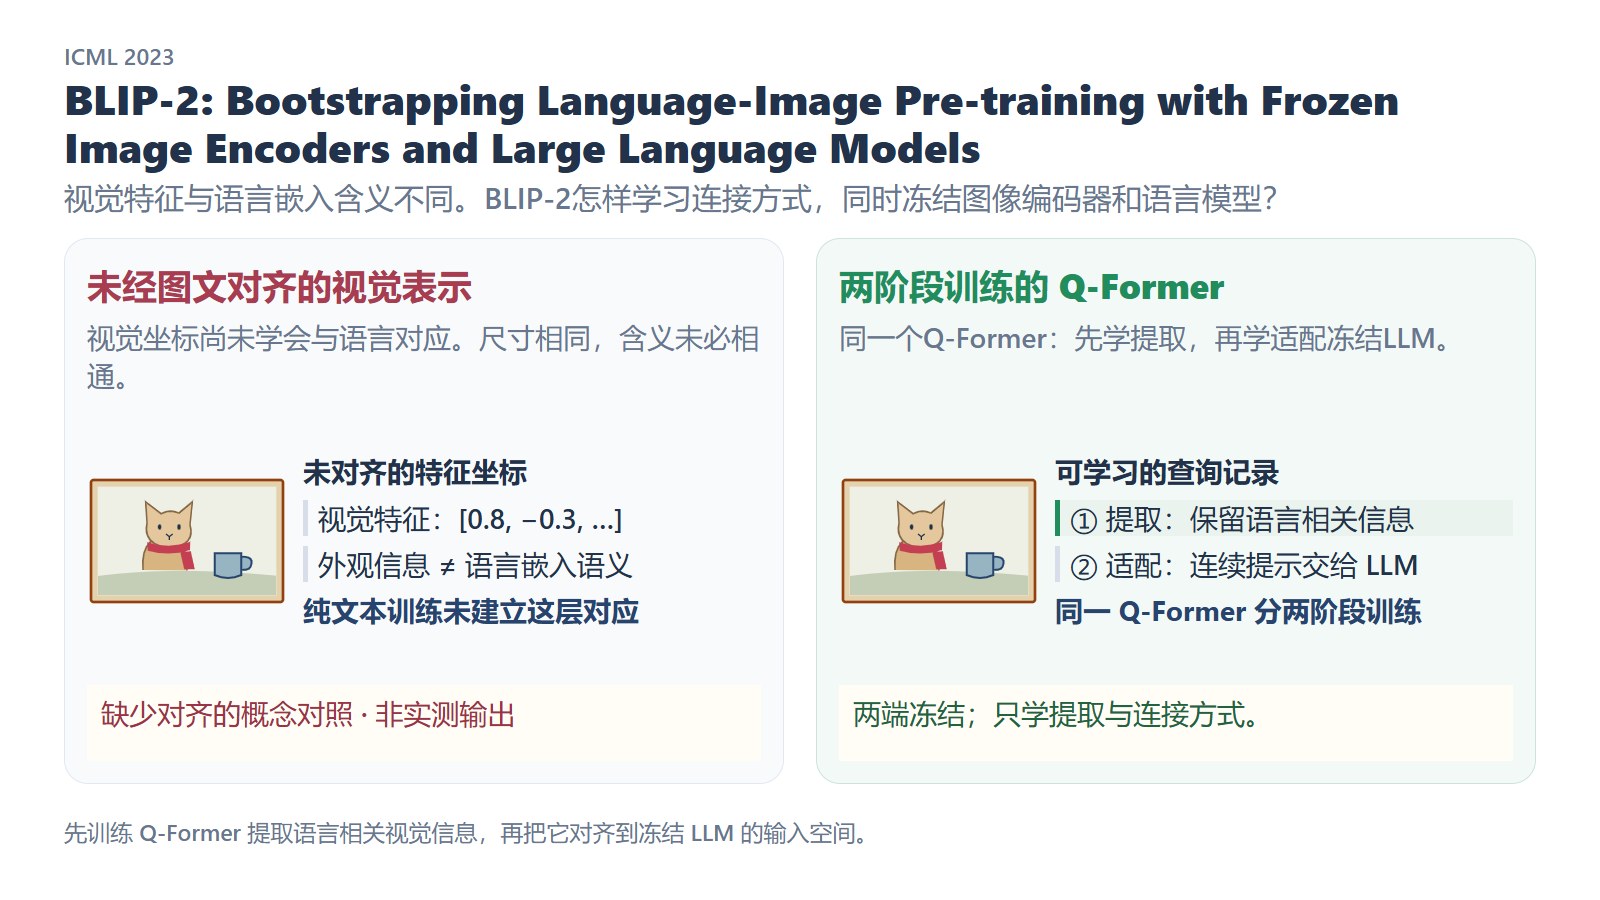 ICML 2023
BLIP-2: Bootstrapping Language-Image Pre-training with Frozen
Image Encoders and Large Language Models
视觉特征与语言嵌入含义不同。BLIP-2怎样学习连接方式，同时冻结图像编码器和语言模型？
未经图文对齐的视觉表示
视觉坐标尚未学会与语言对应。尺寸相同，含义未必相
通。
未对齐的特征坐标
视觉特征：[0.8, −0.3, …]
外观信息 ≠ 语言嵌入语义
纯文本训练未建立这层对应
缺少对齐的概念对照 · 非实测输出
两阶段训练的 Q-Former
同一个Q-Former：先学提取，再学适配冻结LLM。
可学习的查询记录
① 提取：保留语言相关信息
② 适配：连续提示交给 LLM
同一 Q-Former 分两阶段训练
两端冻结；只学提取与连接方式。
先训练 Q-Former 提取语言相关视觉信息，再把它对齐到冻结 LLM 的输入空间。